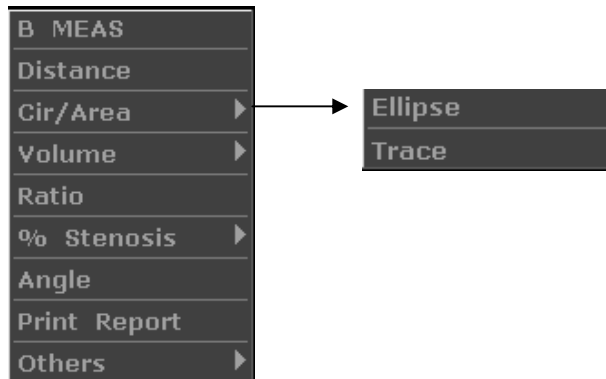 B MEAS
Distance
Cir/Area
Volume
Ratio
% Stenosis
Angle
Print Report
Others
Ellipse
Trace